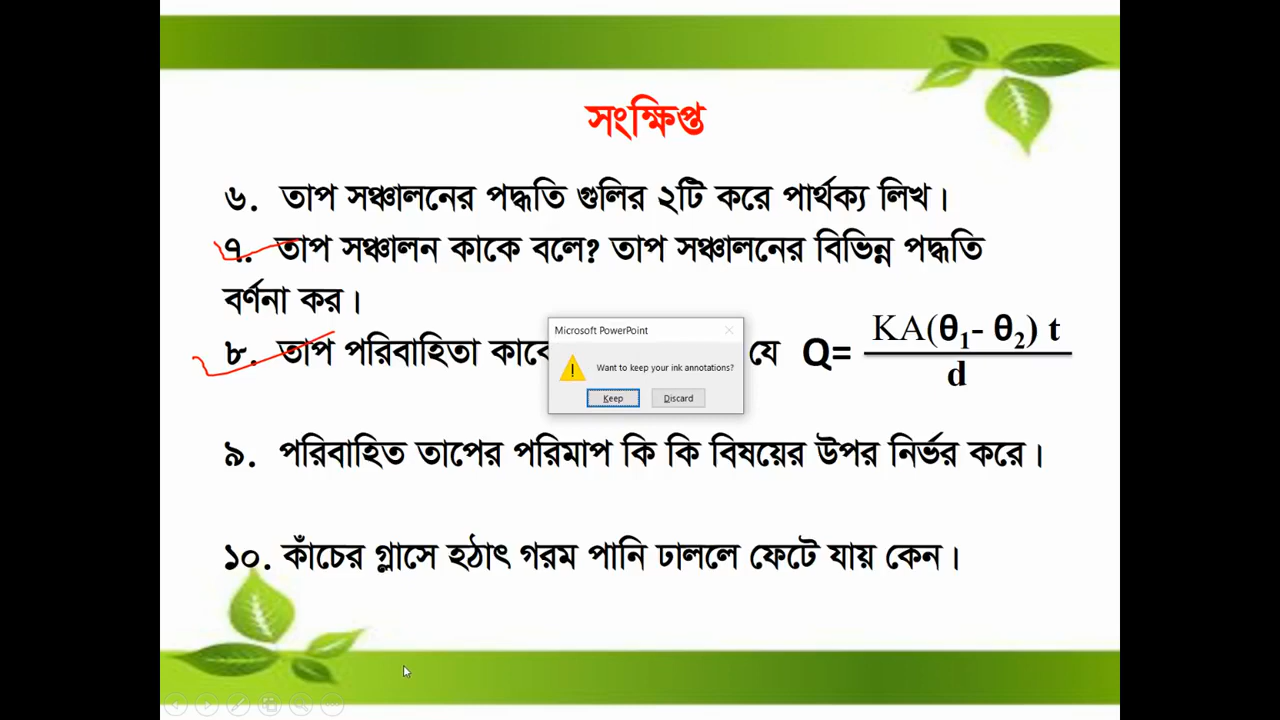 সংক্ষিপ্ত
৬. তাপ সঞ্চালনের পদ্ধতি গুলির ২টি করে পার্থক্য লিখ।
৭. তাপ সঞ্চালন কাকে বলে? তাপ সঞ্চালনের বিভিন্ন পদ্ধতি
বর্ণনা কর।
৮. তাপ পরিবাহিতা যে Q= KA(θ₁- θ₂) t
d
Microsoft PowerPoint
Want to keep your ink annotations?
Keep Discard
৯. পরিবাহিত তাপের পরিমাপ কি কি বিষয়ের উপর নির্ভর করে।
১০. কাঁচের গ্লাসে হঠাৎ গরম পানি ঢাললে ফেটে যায় কেন।